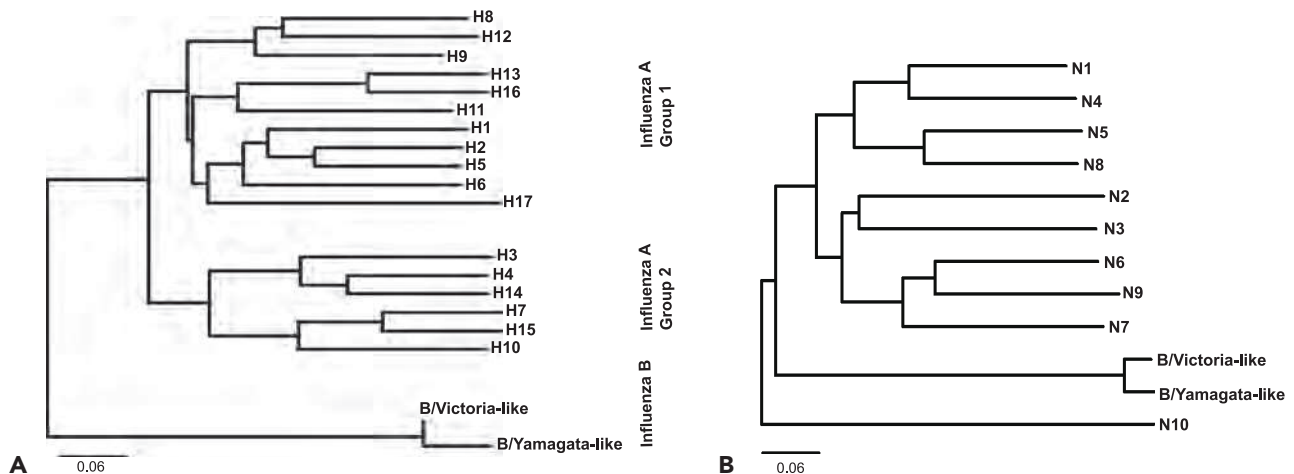 H8
H12
H9
H13
H16
H11
H1
H2
H5
H6
H17
H3
H4
H14
H7
H15
H10
B/Victoria-like
B/Yamagata-like
Influenza A
Group 1
Influenza A
Group 2
Influenza B
A
0.06
N1
N4
N5
N8
N2
N3
N6
N9
N7
B/Victoria-like
B/Yamagata-like
N10
B
0.06